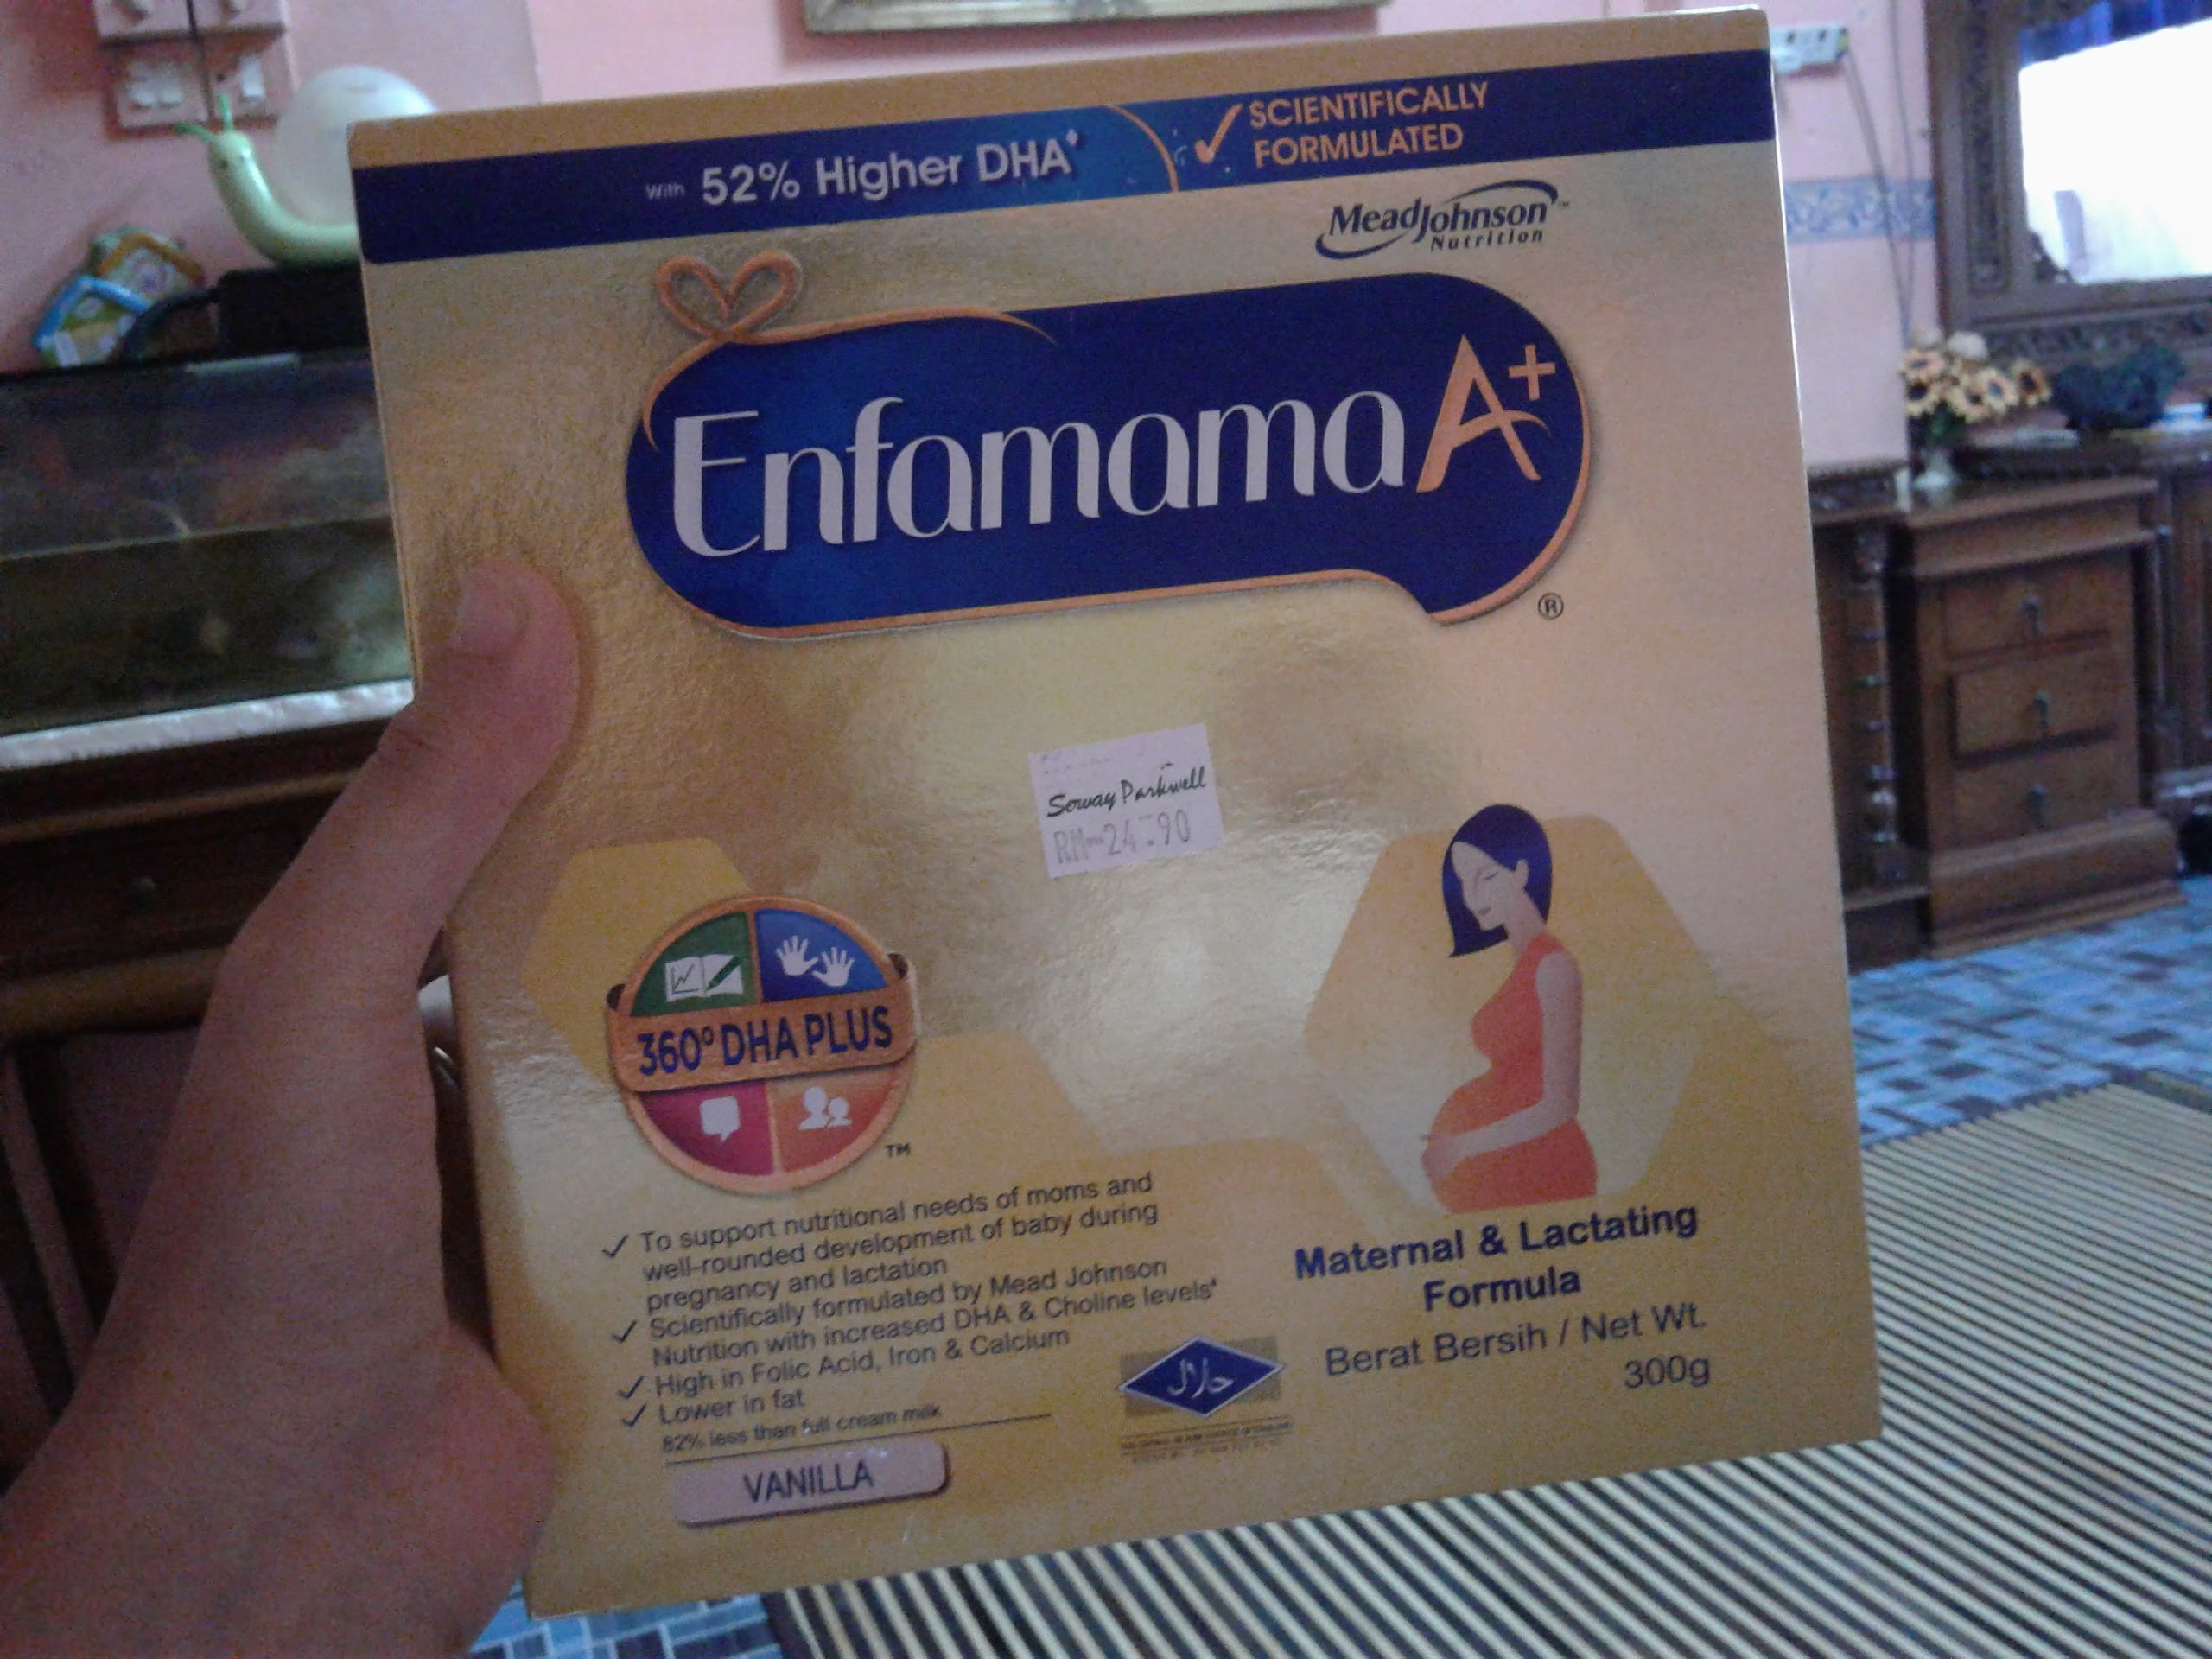 With 52% Higher DHA♦
✓ SCIENTIFICALLY
FORMULATED
MeadJohnson™
Nutrition
Enfamama A+
®
Serway Parkwell
RM 24.90
360° DHA PLUS
™
✓ To support nutritional needs of moms and
well-rounded development of baby during
pregnancy and lactation
✓ Scientifically formulated by Mead Johnson
Nutrition with increased DHA & Choline levels♦
✓ High in Folic Acid, Iron & Calcium
✓ Lower in fat
82% less than full cream milk
VANILLA
حلال
Maternal & Lactating
Formula
Berat Bersih / Net Wt.
300g